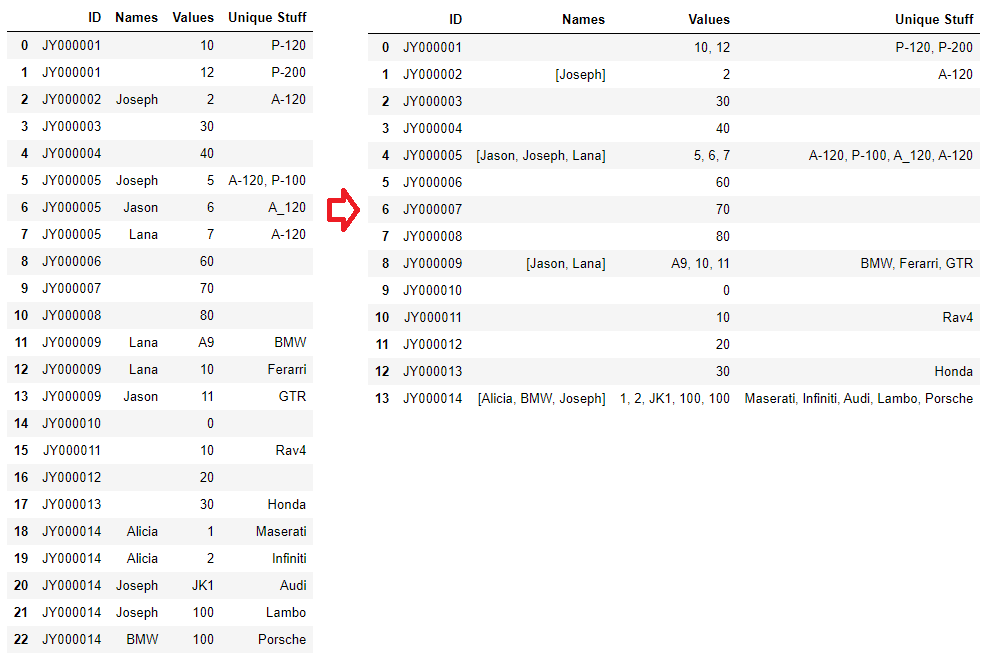 ID Names Values Unique Stuff
0 JY000001 10 P-120
1 JY000001 12 P-200
2 JY000002 Joseph 2 A-120
3 JY000003 30
4 JY000004 40
5 JY000005 Joseph 5 A-120, P-100
6 JY000005 Jason 6 A_120
7 JY000005 Lana 7 A-120
8 JY000006 60
9 JY000007 70
10 JY000008 80
11 JY000009 Lana A9 BMW
12 JY000009 Lana 10 Ferarri
13 JY000009 Jason 11 GTR
14 JY000010 0
15 JY000011 10 Rav4
16 JY000012 20
17 JY000013 30 Honda
18 JY000014 Alicia 1 Maserati
19 JY000014 Alicia 2 Infiniti
20 JY000014 Joseph JK1 Audi
21 JY000014 Joseph 100 Lambo
22 JY000014 BMW 100 Porsche
ID Names Values Unique Stuff
0 JY000001 10, 12 P-120, P-200
1 JY000002 [Joseph] 2 A-120
2 JY000003 30
3 JY000004 40
4 JY000005 [Jason, Joseph, Lana] 5, 6, 7 A-120, P-100, A_120, A-120
5 JY000006 60
6 JY000007 70
7 JY000008 80
8 JY000009 [Jason, Lana] A9, 10, 11 BMW, Ferarri, GTR
9 JY000010 0
10 JY000011 10 Rav4
11 JY000012 20
12 JY000013 30 Honda
13 JY000014 [Alicia, BMW, Joseph] 1, 2, JK1, 100, 100 Maserati, Infiniti, Audi, Lambo, Porsche